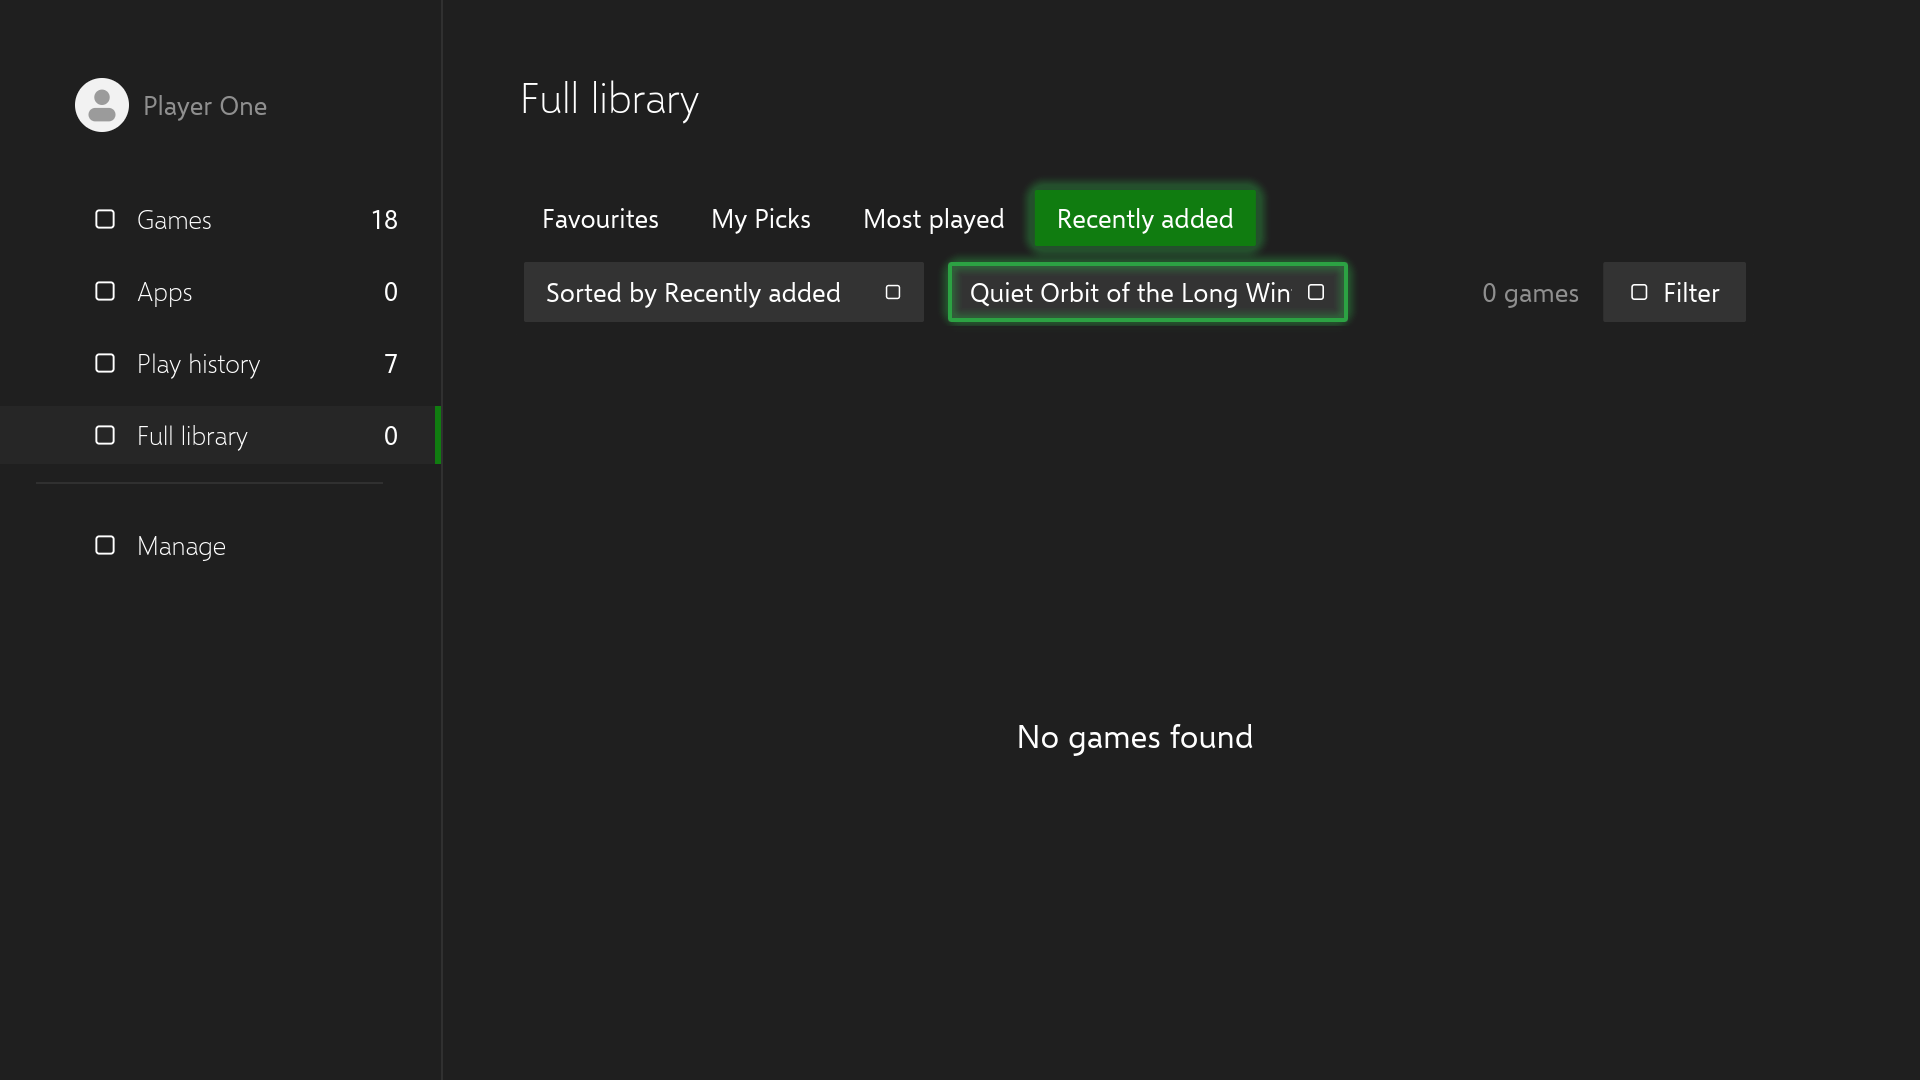 Player One
Games 18
Apps 0
Play history 7
Full library 0
Manage
Full library
Favourites My Picks Most played Recently added
Sorted by Recently added Quiet Orbit of the Long Win 0 games Filter
No games found